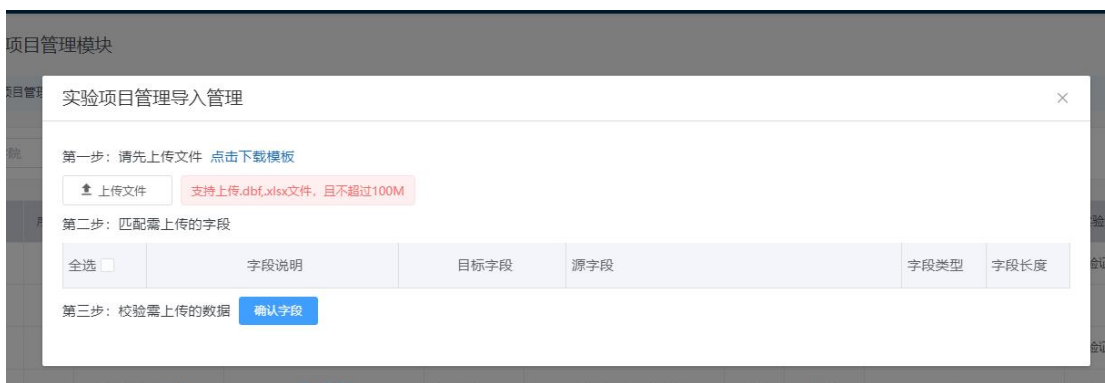 项目管理模块
项目管理
实验项目管理导入管理
第一步：请先上传文件 点击下载模板
上传文件 支持上传.dbf,.xlsx文件，且不超过100M
第二步：匹配需上传的字段
全选 字段说明 目标字段 源字段 字段类型 字段长度
第三步：校验需上传的数据 确认字段